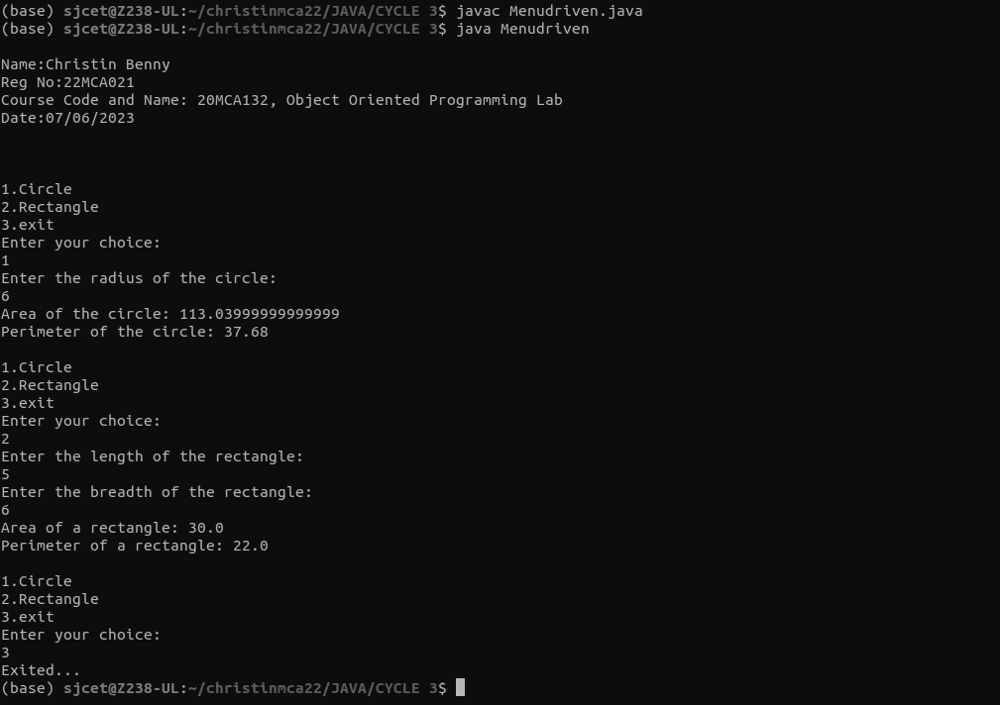 (base) sjcet@Z238-UL:~/christinmca22/JAVA/CYCLE 3$ javac Menudriven.java
(base) sjcet@Z238-UL:~/christinmca22/JAVA/CYCLE 3$ java Menudriven
Name:Christin Benny
Reg No:22MCA021
Course Code and Name: 20MCA132, Object Oriented Programming Lab
Date:07/06/2023
1.Circle
2.Rectangle
3.exit
Enter your choice:
1
Enter the radius of the circle:
6
Area of the circle: 113.03999999999999
Perimeter of the circle: 37.68
1.Circle
2.Rectangle
3.exit
Enter your choice:
2
Enter the length of the rectangle:
5
Enter the breadth of the rectangle:
6
Area of a rectangle: 30.0
Perimeter of a rectangle: 22.0
1.Circle
2.Rectangle
3.exit
Enter your choice:
3
Exited...
(base) sjcet@Z238-UL:~/christinmca22/JAVA/CYCLE 3$